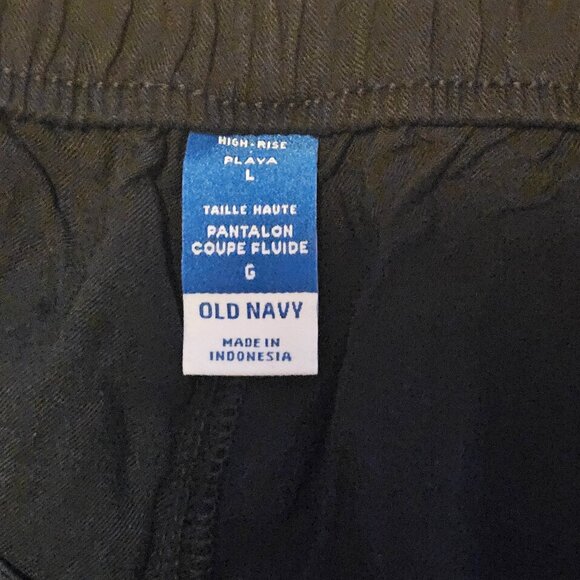 HIGH-RISE
PLAYA
L
TAILLE HAUTE
PANTALON
COUPE FLUIDE
G
OLD NAVY
MADE IN
INDONESIA